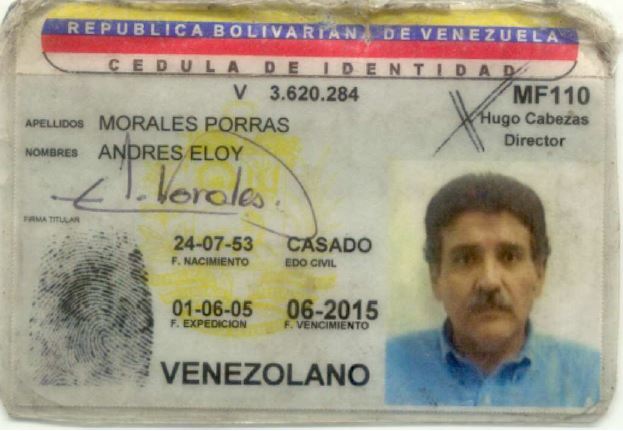 REPUBLICA BOLIVARIANA DE VENEZUELA
CEDULA DE IDENTIDAD
V 3.620.284
MF110
Hugo Cabezas
Director
APELLIDOS MORALES PORRAS
NOMBRES ANDRES ELOY
A. Morales.
FIRMA TITULAR
24-07-53 CASADO
F. NACIMIENTO EDO CIVIL
01-06-05 06-2015
F. EXPEDICION F. VENCIMIENTO
VENEZOLANO